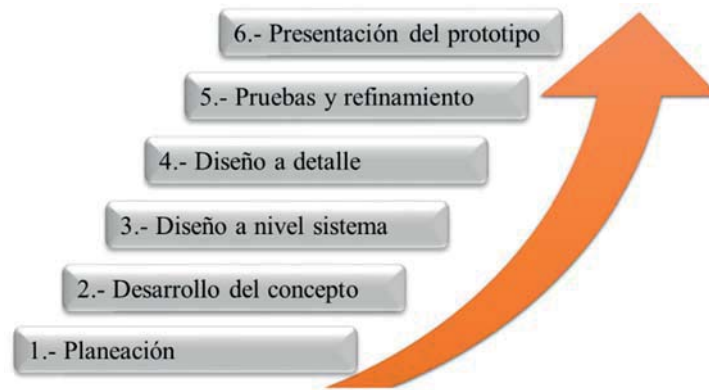 6.- Presentación del prototipo
5.- Pruebas y refinamiento
4.- Diseño a detalle
3.- Diseño a nivel sistema
2.- Desarrollo del concepto
1.- Planeación